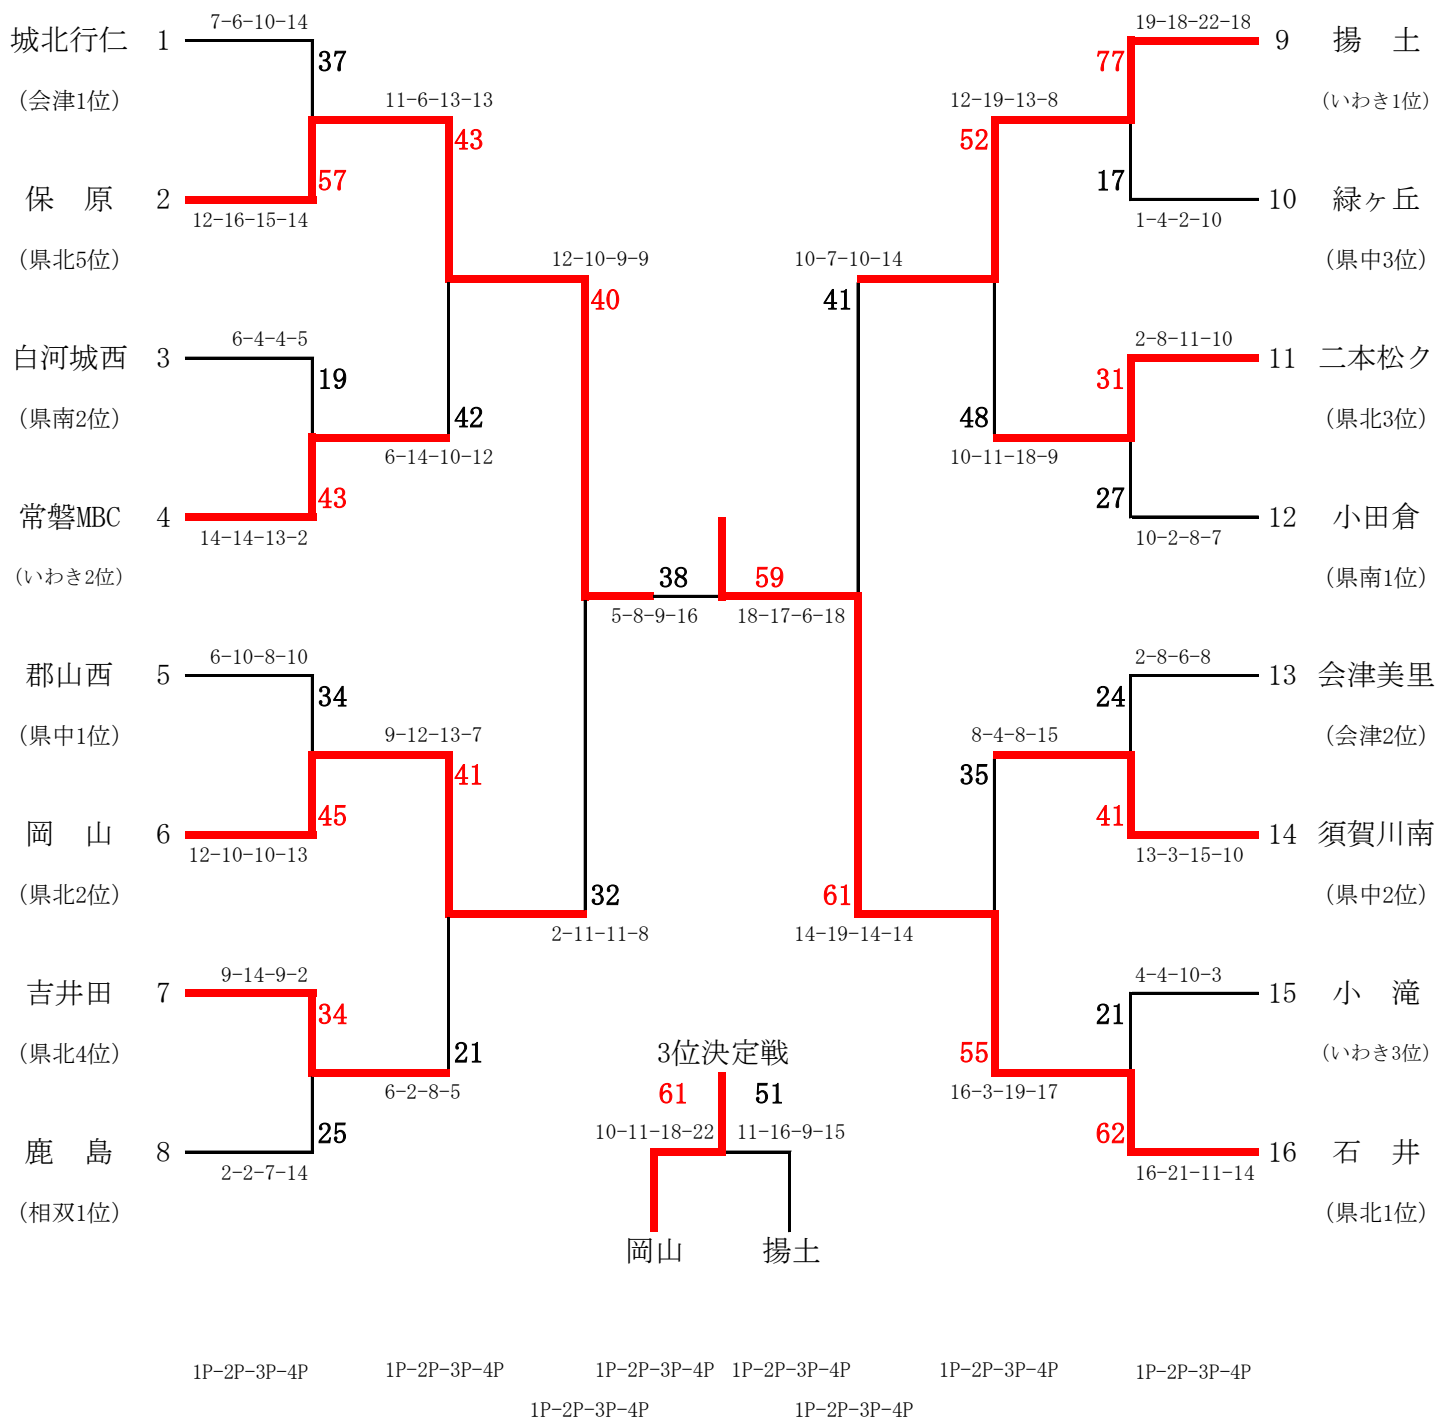 7-6-10-14
城北行仁 1
37
(会津1位)
11-6-13-13
43
57
保 原 2
12-16-15-14
(県北5位)
12-10-9-9
40
6-4-4-5
白河城西 3
19
(県南2位)
42
6-14-10-12
43
常磐MBC 4
14-14-13-2
(いわき2位)
38
5-8-9-16
6-10-8-10
郡山西 5
34
(県中1位)
9-12-13-7
41
45
岡 山 6
12-10-10-13
(県北2位)
32
2-11-11-8
9-14-9-2
吉井田 7
34
(県北4位)
21
6-2-8-5
25
鹿 島 8
2-2-7-14
(相双1位)
19-18-22-18
9 揚 土
77
(いわき1位)
12-19-13-8
52
17
10 緑ヶ丘
1-4-2-10
(県中3位)
10-7-10-14
41
2-8-11-10
11 二本松ク
31
(県北3位)
48
10-11-18-9
27
12 小田倉
10-2-8-7
(県南1位)
59
18-17-6-18
2-8-6-8
13 会津美里
24
(会津2位)
8-4-8-15
35
41
14 須賀川南
13-3-15-10
(県中2位)
61
14-19-14-14
4-4-10-3
15 小 滝
21
(いわき3位)
55
16-3-19-17
62
16 石 井
16-21-11-14
(県北1位)
3位決定戦
61 51
10-11-18-22 11-16-9-15
岡山 揚土
1P-2P-3P-4P 1P-2P-3P-4P 1P-2P-3P-4P 1P-2P-3P-4P 1P-2P-3P-4P 1P-2P-3P-4P
1P-2P-3P-4P 1P-2P-3P-4P